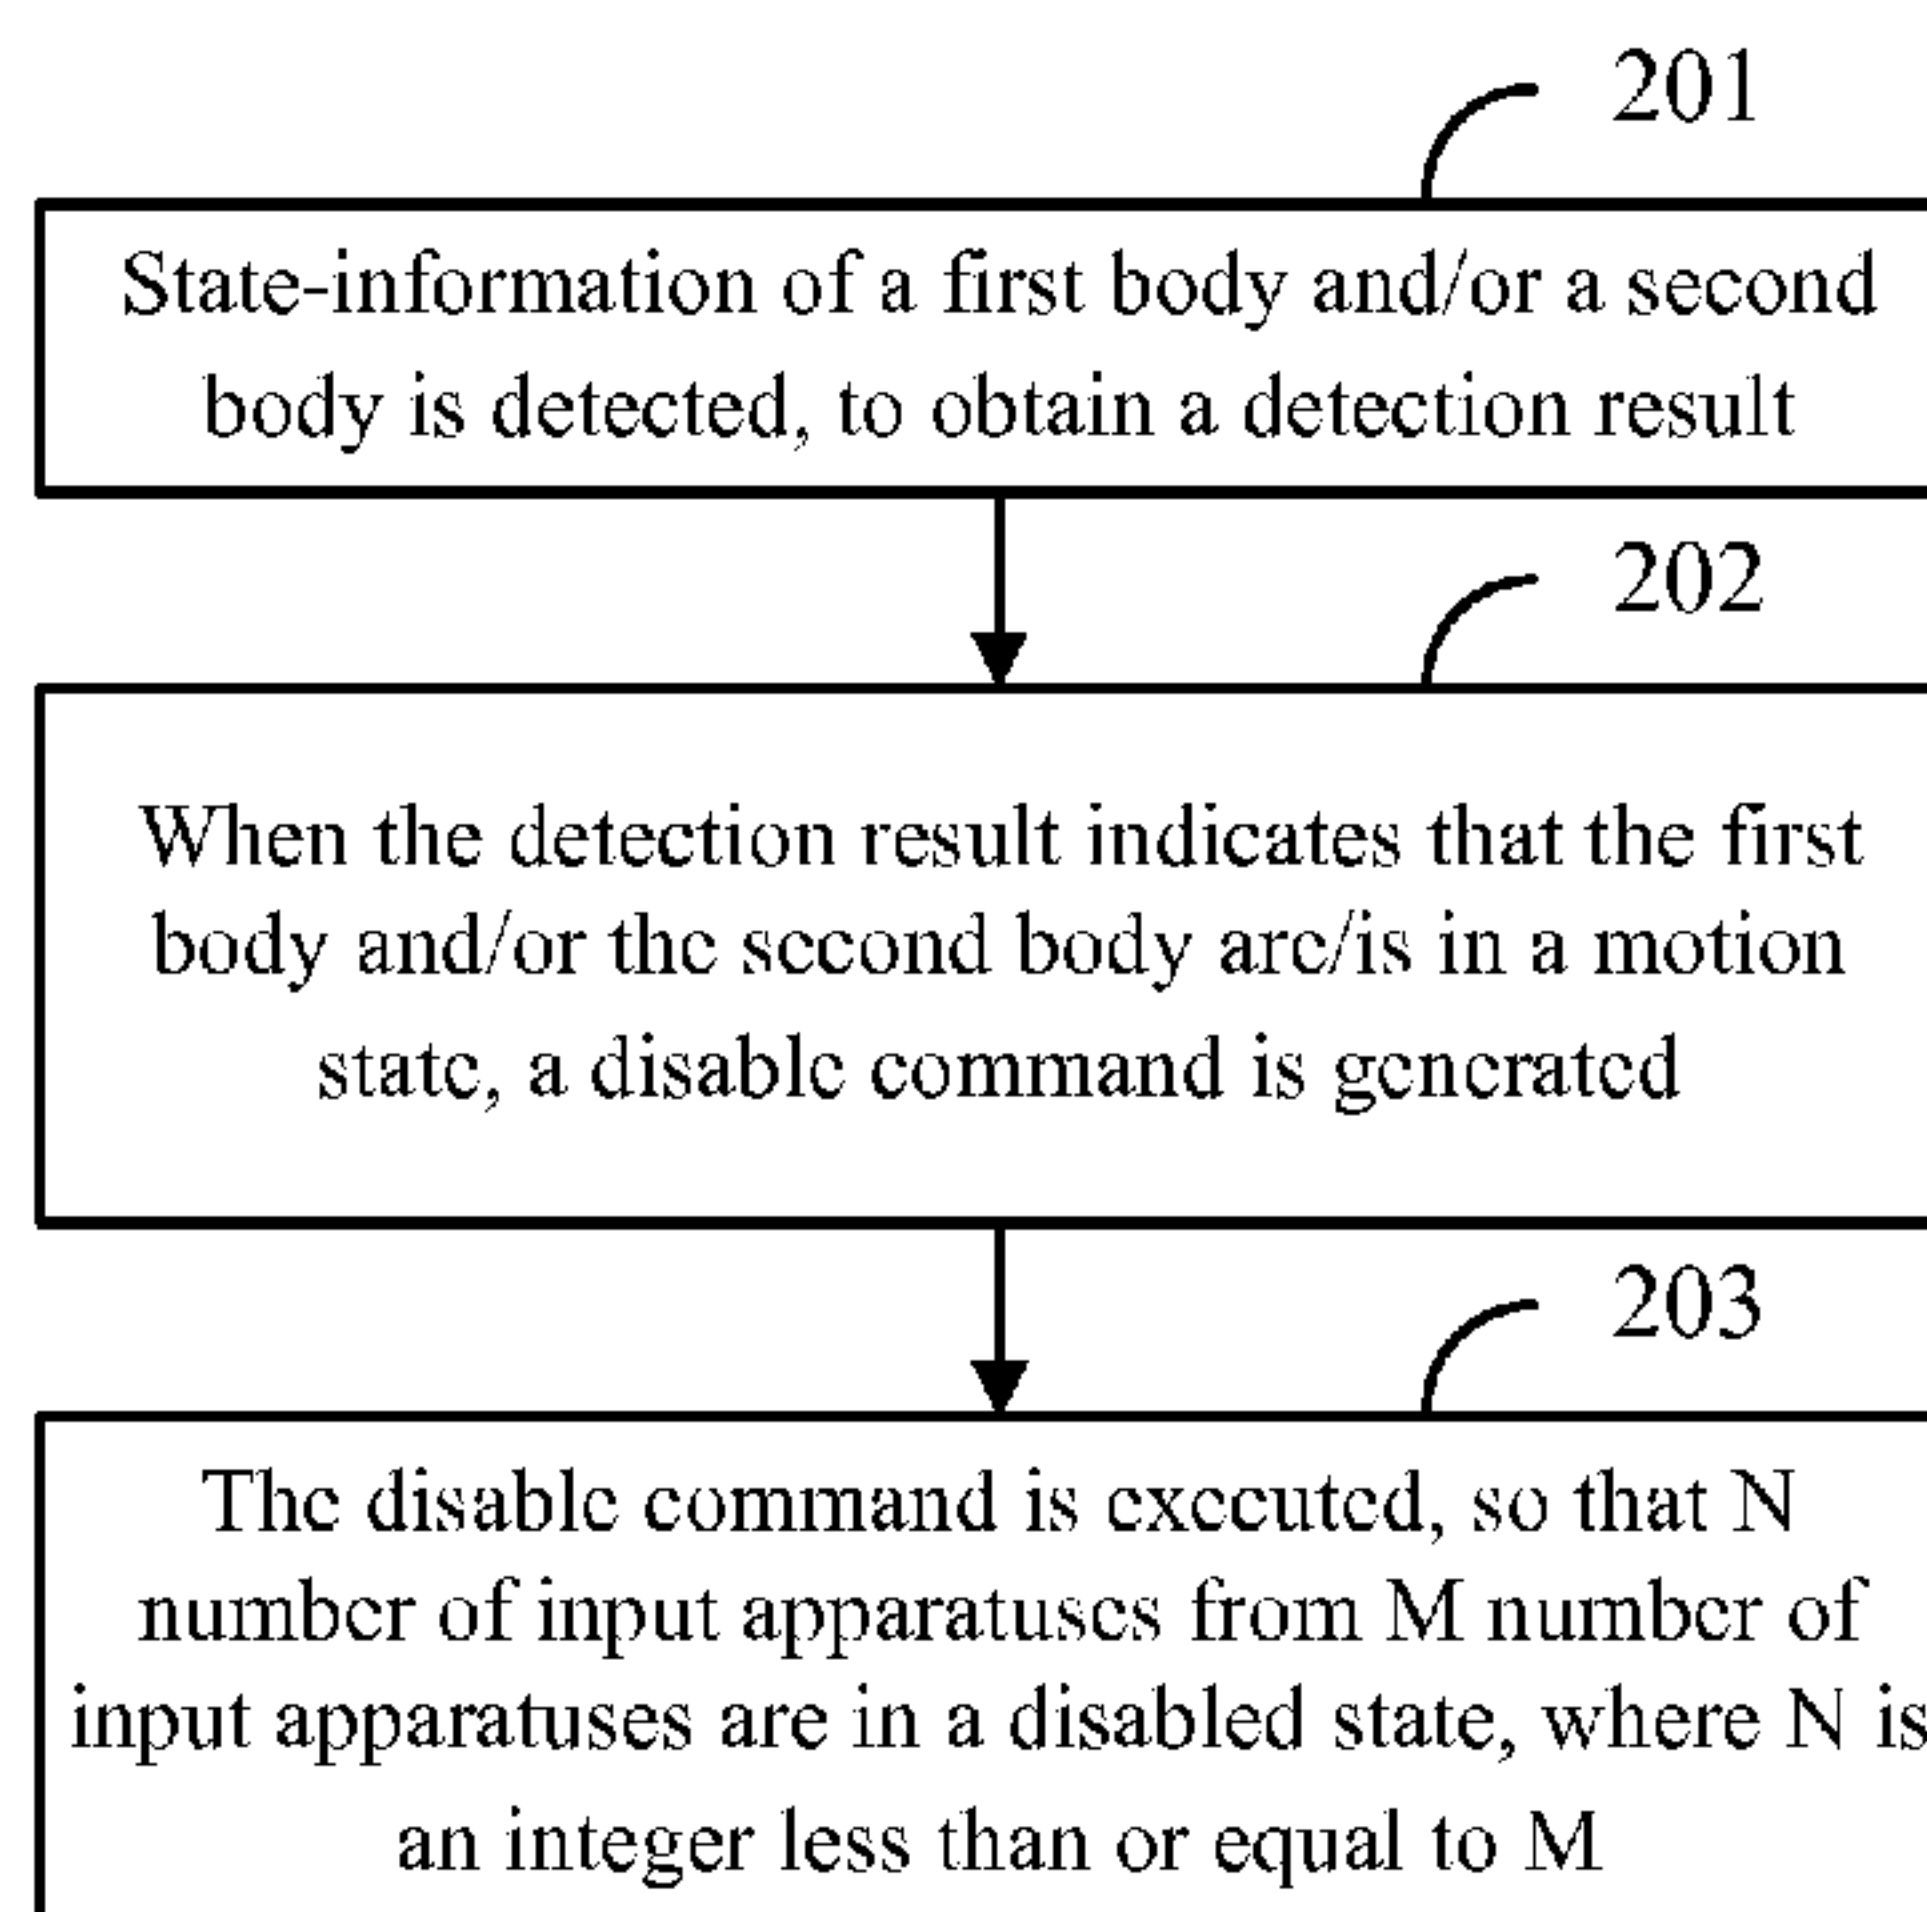 201
State-information of a first body and/or a second
body is detected, to obtain a detection result
202
When the detection result indicates that the first
body and/or the second body are/is in a motion
state, a disable command is generated
203
The disable command is executed, so that N
number of input apparatuses from M number of
input apparatuses are in a disabled state, where N is
an integer less than or equal to M